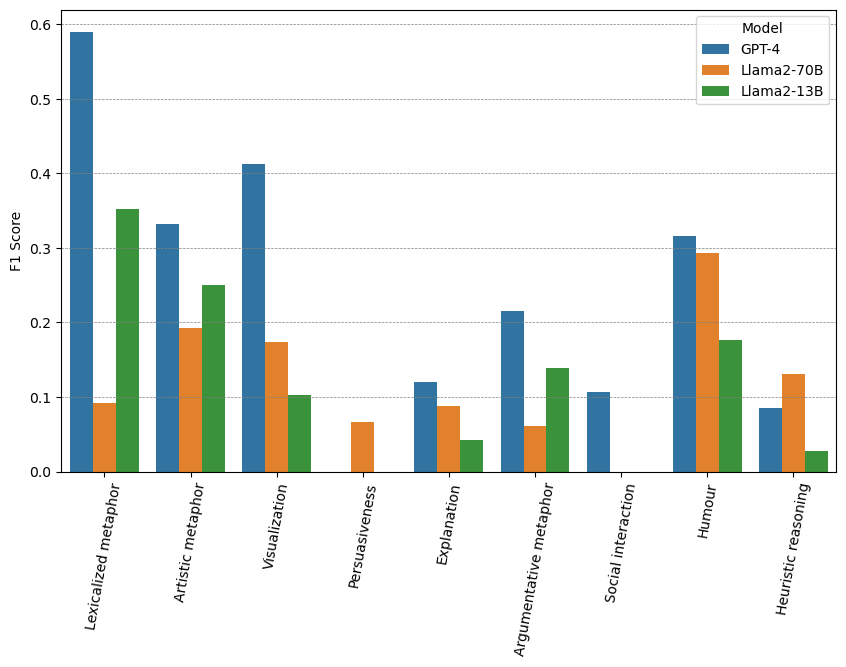 Model
GPT-4
Llama2-70B
Llama2-13B
F1 Score
0.6
0.5
0.4
0.3
0.2
0.1
0.0
Lexicalized metaphor
Artistic metaphor
Visualization
Persuasiveness
Explanation
Argumentative metaphor
Social interaction
Humour
Heuristic reasoning